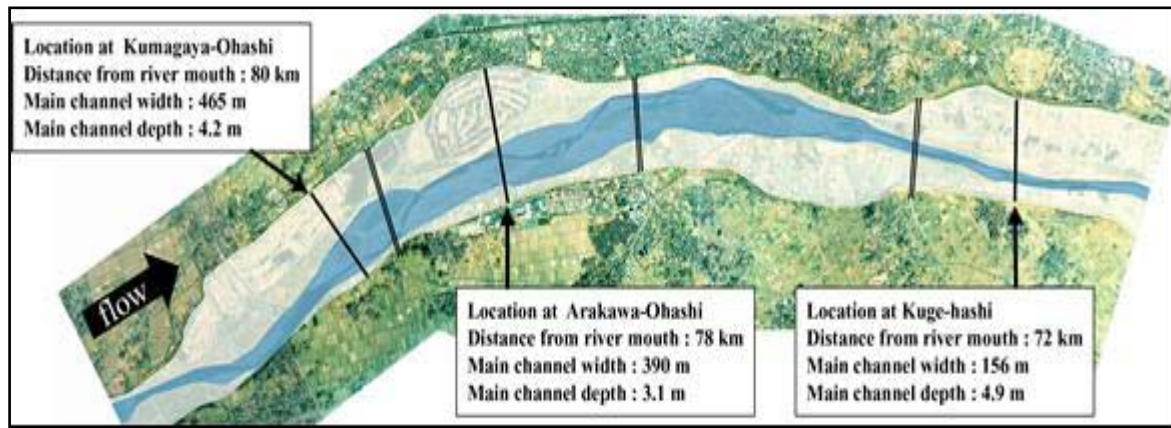 Location at Kumagaya-Ohashi
Distance from river mouth : 80 km
Main channel width : 465 m
Main channel depth : 4.2 m
flow
Location at Arakawa-Ohashi
Distance from river mouth : 78 km
Main channel width : 390 m
Main channel depth : 3.1 m
Location at Kuge-hashi
Distance from river mouth : 72 km
Main channel width : 156 m
Main channel depth : 4.9 m